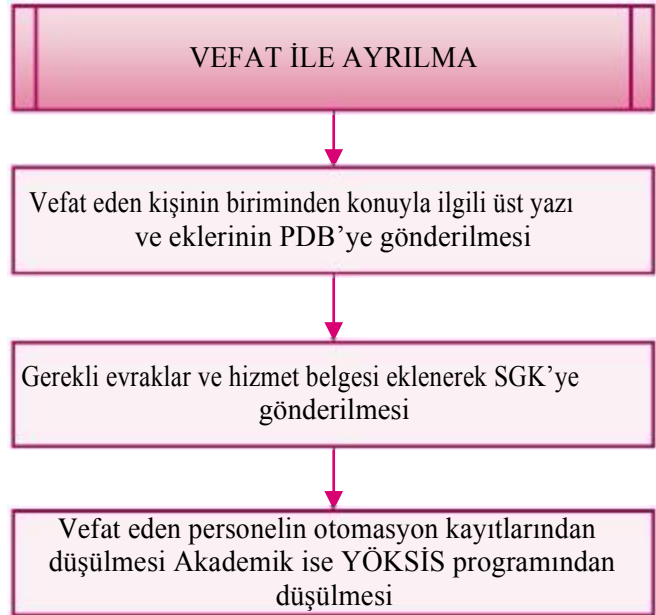 VEFAT İLE AYRILMA
Vefat eden kişinin biriminden konuyla ilgili üst yazı
ve eklerinin PDB’ye gönderilmesi
Gerekli evraklar ve hizmet belgesi eklenerek SGK’ye
gönderilmesi
Vefat eden personelin otomasyon kayıtlarından
düşülmesi Akademik ise YÖKSİS programından
düşülmesi